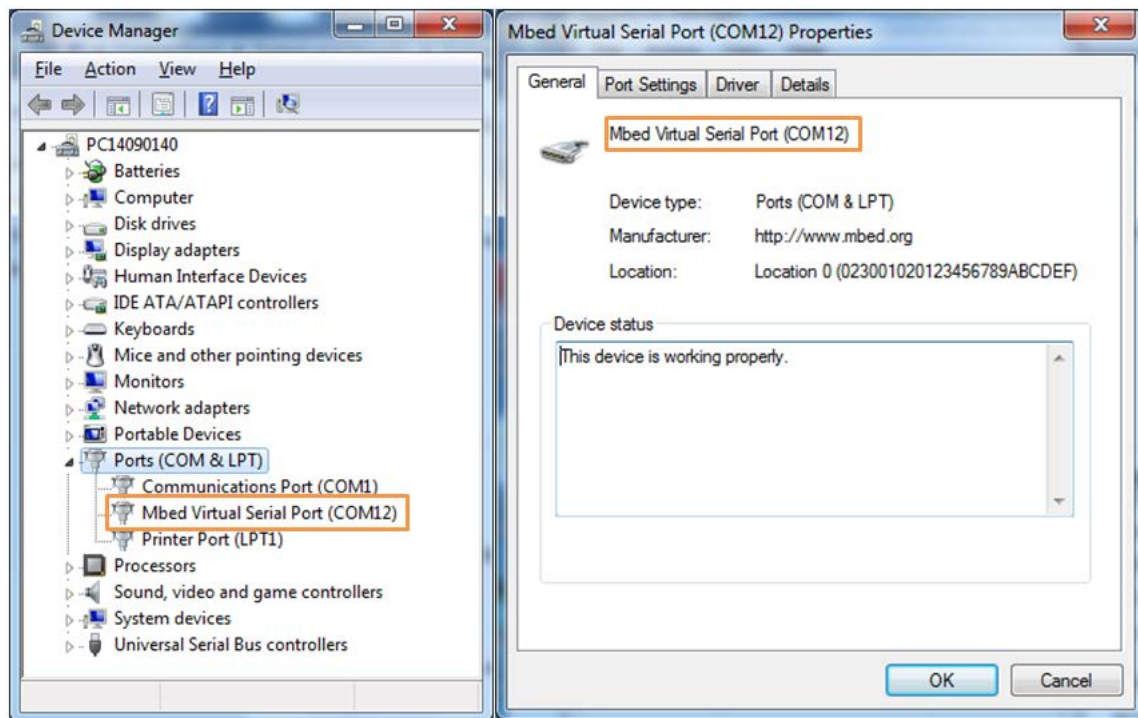 Device Manager
File Action View Help
PC14090140
Batteries
Computer
Disk drives
Display adapters
Human Interface Devices
IDE ATA/ATAPI controllers
Keyboards
Mice and other pointing devices
Monitors
Network adapters
Portable Devices
Ports (COM & LPT)
Communications Port (COM1)
Mbed Virtual Serial Port (COM12)
Printer Port (LPT1)
Processors
Sound, video and game controllers
System devices
Universal Serial Bus controllers
Mbed Virtual Serial Port (COM12) Properties
General Port Settings Driver Details
Mbed Virtual Serial Port (COM12)
Device type: Ports (COM & LPT)
Manufacturer: http://www.mbed.org
Location: Location 0 (023001020123456789ABCDEF)
Device status
This device is working properly.
OK Cancel